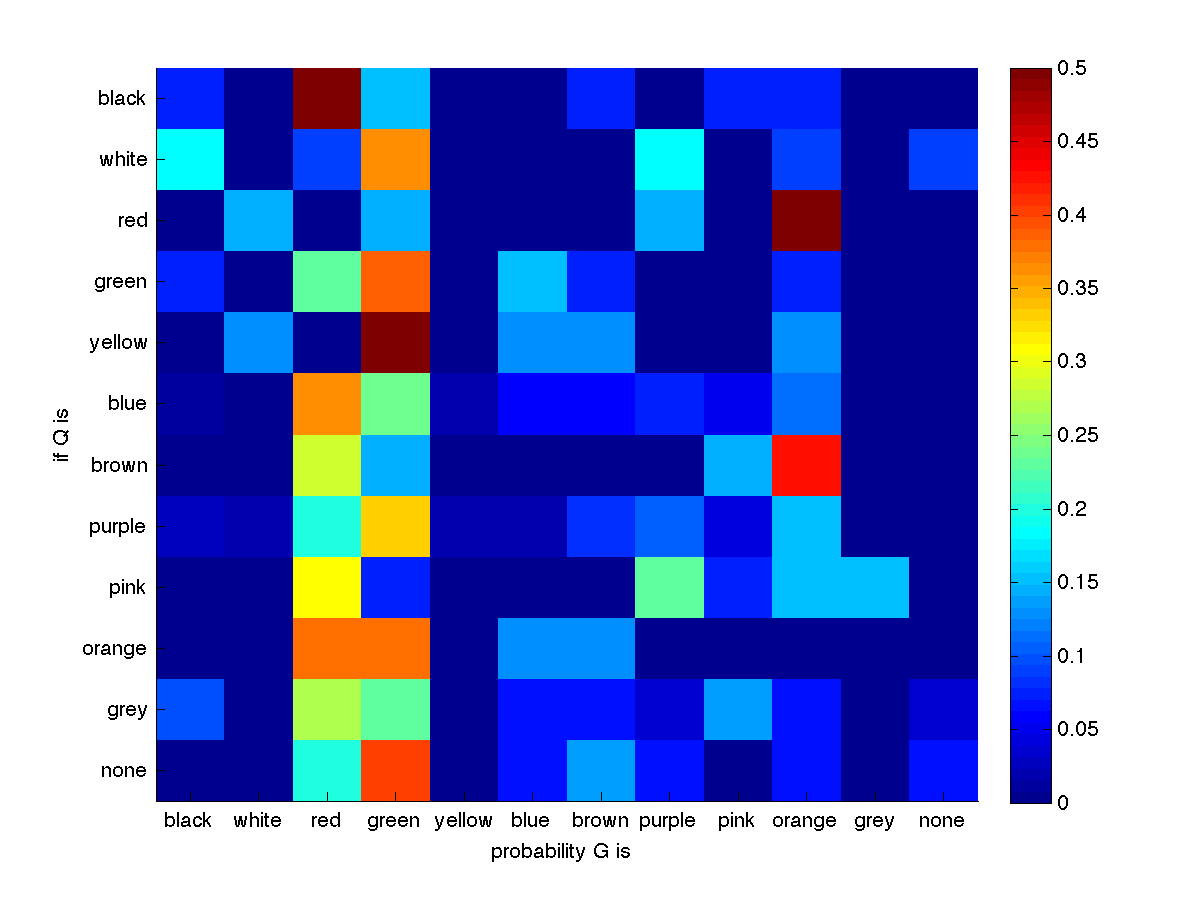 black
white
red
green
yellow
blue
brown
purple
pink
orange
grey
none
if Q is
black white red green yellow blue brown purple pink orange grey none
probability G is
0.5
0.45
0.4
0.35
0.3
0.25
0.2
0.15
0.1
0.05
0